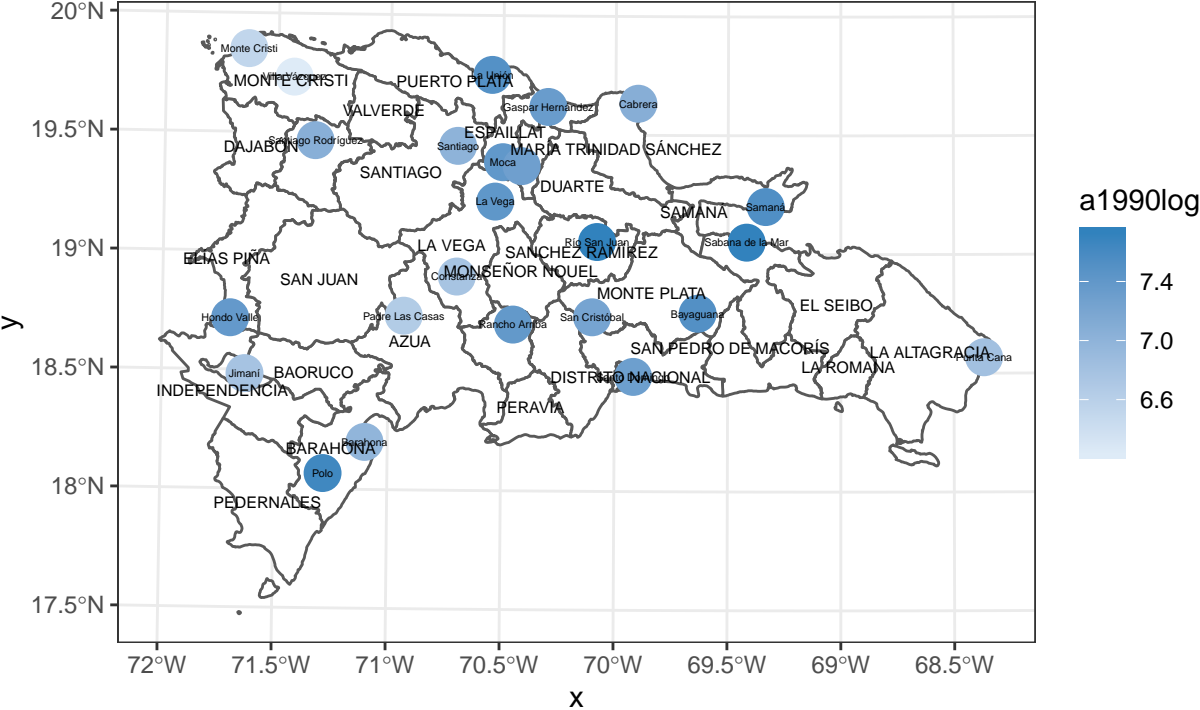 20°N
19.5°N
19°N
18.5°N
18°N
17.5°N
y
Monte Cristi
MONTE CRISTI
Villa Vázquez
PUERTO PLATA
La Unión
VALVERDE
Gaspar Hernández
Cabrera
DAJABÓN
Santiago Rodríguez
ESPAILLAT
Santiago
MARÍA TRINIDAD SÁNCHEZ
Moca
SANTIAGO
DUARTE
La Vega
SAMANÁ
Samaná
LA VEGA
Río San Juan
SANCHEZ RAMÍREZ
Sabana de la Mar
ELÍAS PIÑA
SAN JUAN
MONSEÑOR NOUEL
Constanza
MONTE PLATA
EL SEIBO
Hondo Valle
Padre Las Casas
Rancho Arriba
San Cristóbal
Bayaguana
AZUA
SAN PEDRO DE MACORÍS
LA ALTAGRACIA
Punta Cana
LA ROMANA
Jimaní
BAORUCO
DISTRITO NACIONAL
INDEPENDENCIA
PERAVIA
BARAHONA
Barahona
Polo
PEDERNALES
72°W
71.5°W
71°W
70.5°W
70°W
69.5°W
69°W
68.5°W
x
a1990log
7.4
7.0
6.6